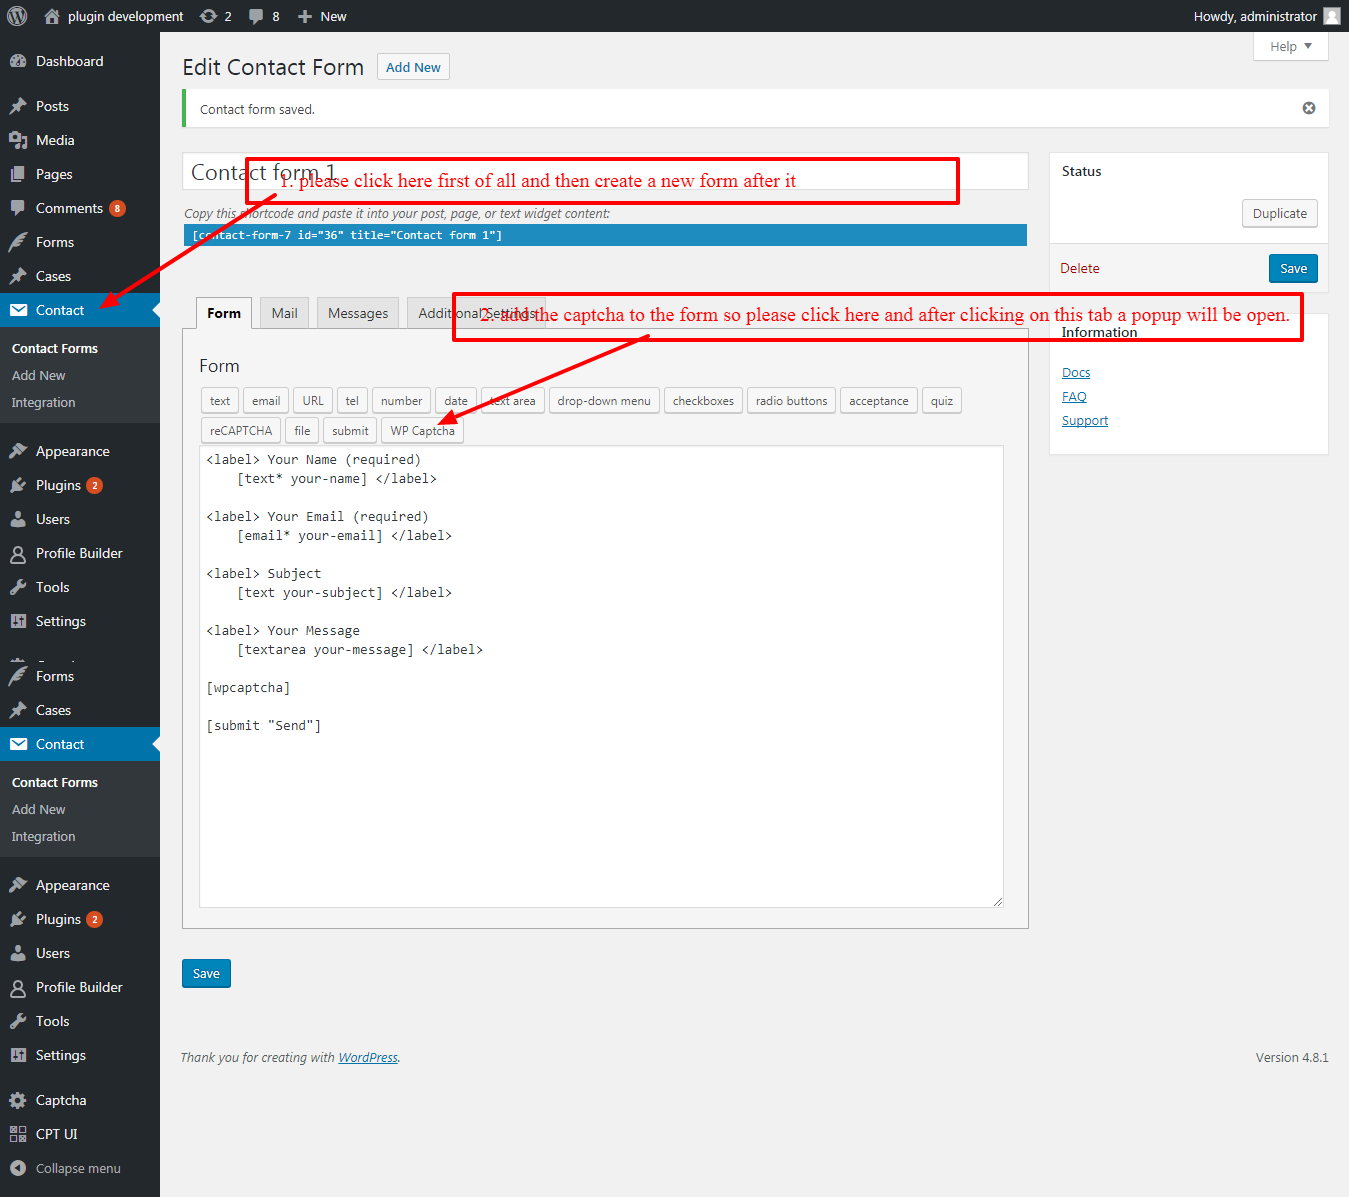 plugin development 2 8 New
Howdy, administrator
Dashboard
Posts
Media
Pages
Comments 8
Forms
Cases
Contact
Contact Forms
Add New
Integration
Appearance
Plugins 2
Users
Profile Builder
Tools
Settings
Forms
Cases
Contact
Contact Forms
Add New
Integration
Appearance
Plugins 2
Users
Profile Builder
Tools
Settings
Captcha
CPT UI
Collapse menu
Help
Edit Contact Form Add New
Contact form saved.
Contact form 1
1. please click here first of all and then create a new form after it
Copy this shortcode and paste it into your post, page, or text widget content:
[contact-form-7 id="36" title="Contact form 1"]
Form Mail Messages Additional Settings
2. add the captcha to the form so please click here and after clicking on this tab a popup will be open.
Form
text email URL tel number date text area drop-down menu checkboxes radio buttons acceptance quiz
reCAPTCHA file submit WP Captcha
<label> Your Name (required)
[text* your-name] </label>
<label> Your Email (required)
[email* your-email] </label>
<label> Subject
[text your-subject] </label>
<label> Your Message
[textarea your-message] </label>
[wpcaptcha]
[submit "Send"]
Save
Status
Duplicate
Delete Save
Information
Docs
FAQ
Support
Thank you for creating with WordPress.
Version 4.8.1